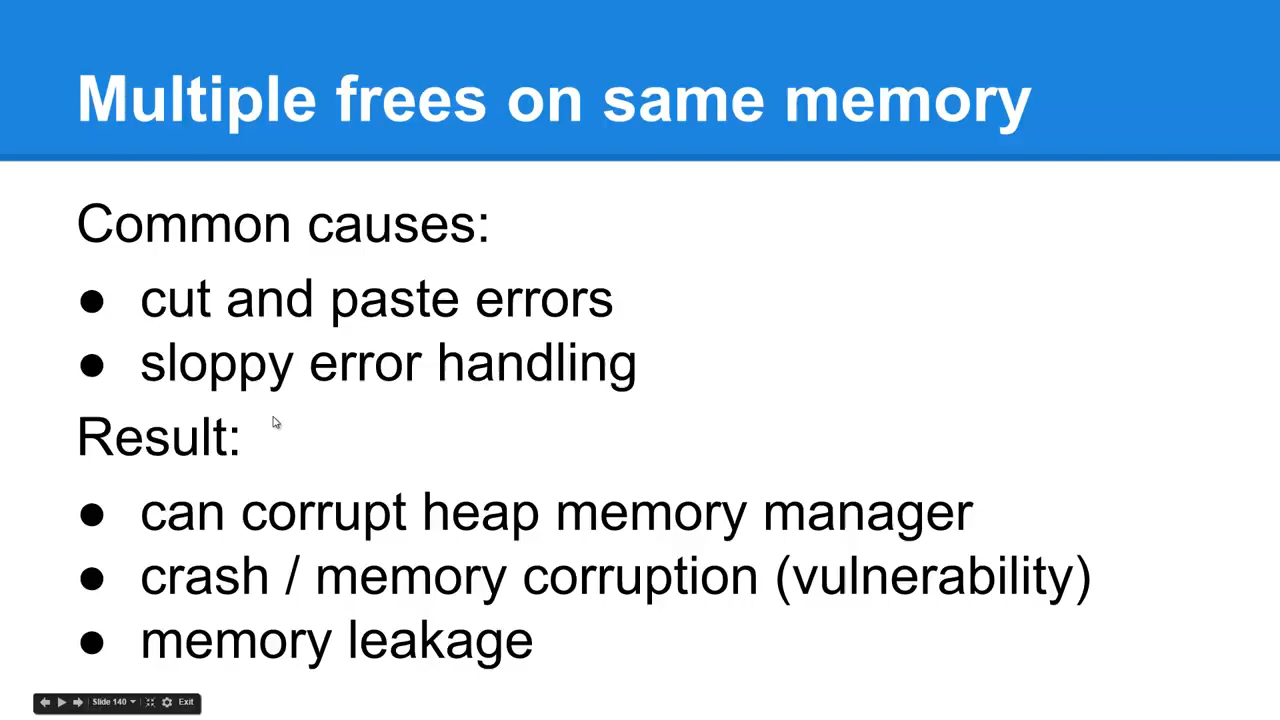 Multiple frees on same memory
Common causes:
● cut and paste errors
● sloppy error handling
Result:
● can corrupt heap memory manager
● crash / memory corruption (vulnerability)
● memory leakage
Slide 140 Exit